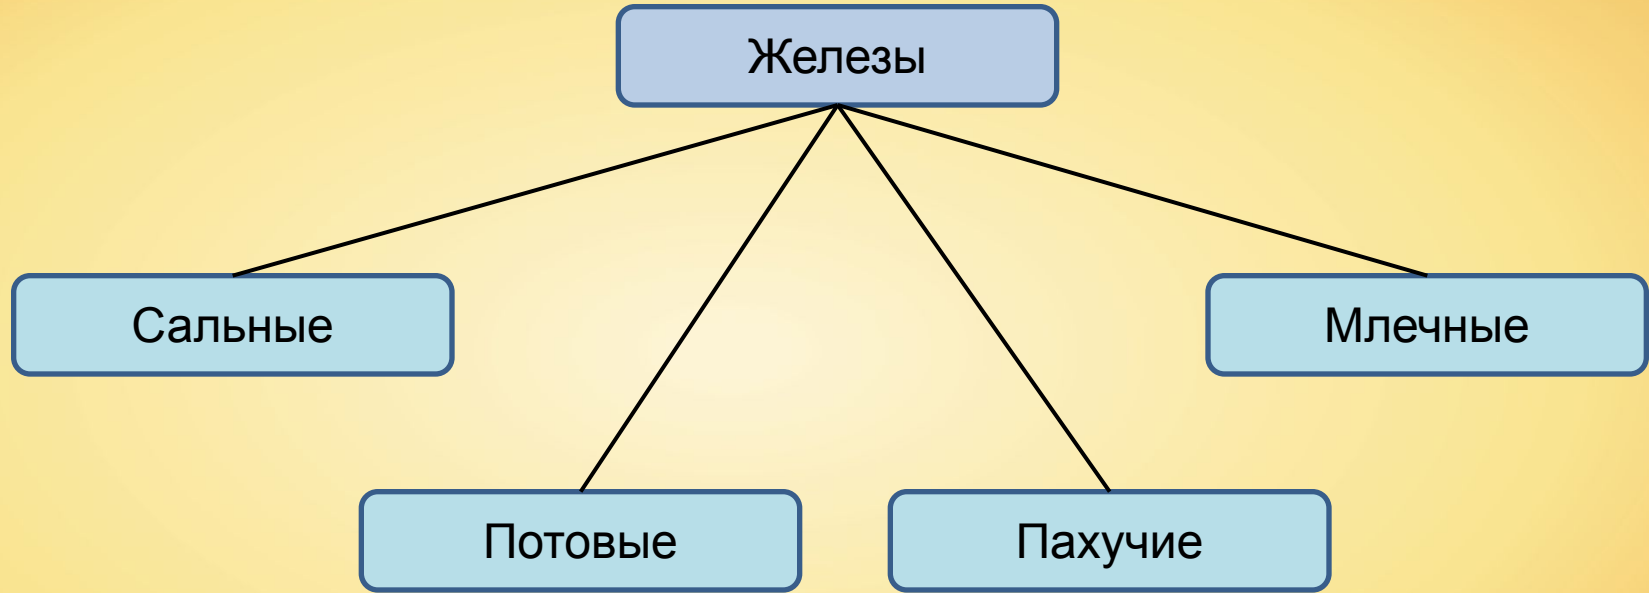 Железы
Сальные
Млечные
Потовые
Пахучие